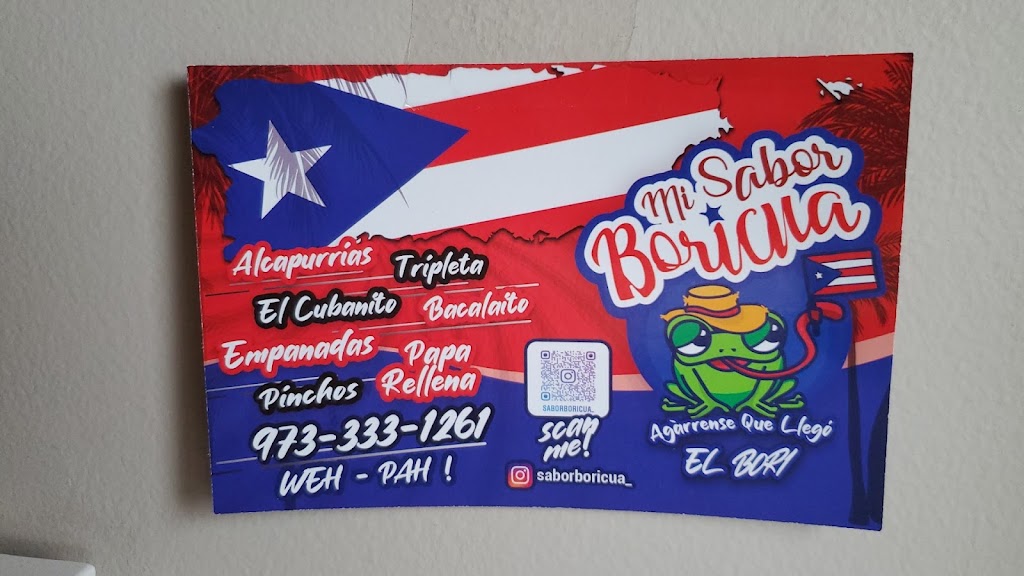 Mi Sabor
Boricua
Alcapurrias
Tripleta
El Cubanito
Bacalaito
Empanadas
Papa
Rellena
Pinchos
973-333-1261
WEH - PAH !
SABORBORICUA_
scan
me!
saborboricua_
Agarrense Que Llegó
EL BORI